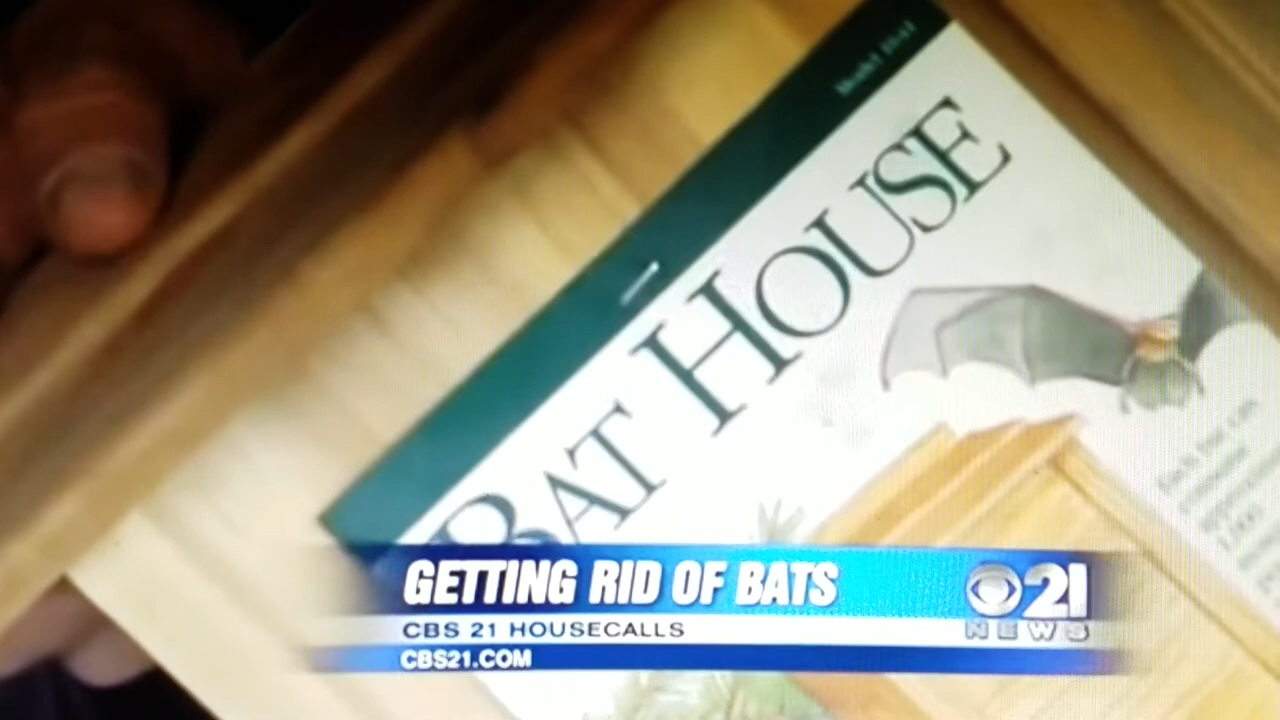 BAT HOUSE
GETTING RID OF BATS
CBS 21 HOUSECALLS
CBS21.COM
21
NEWS